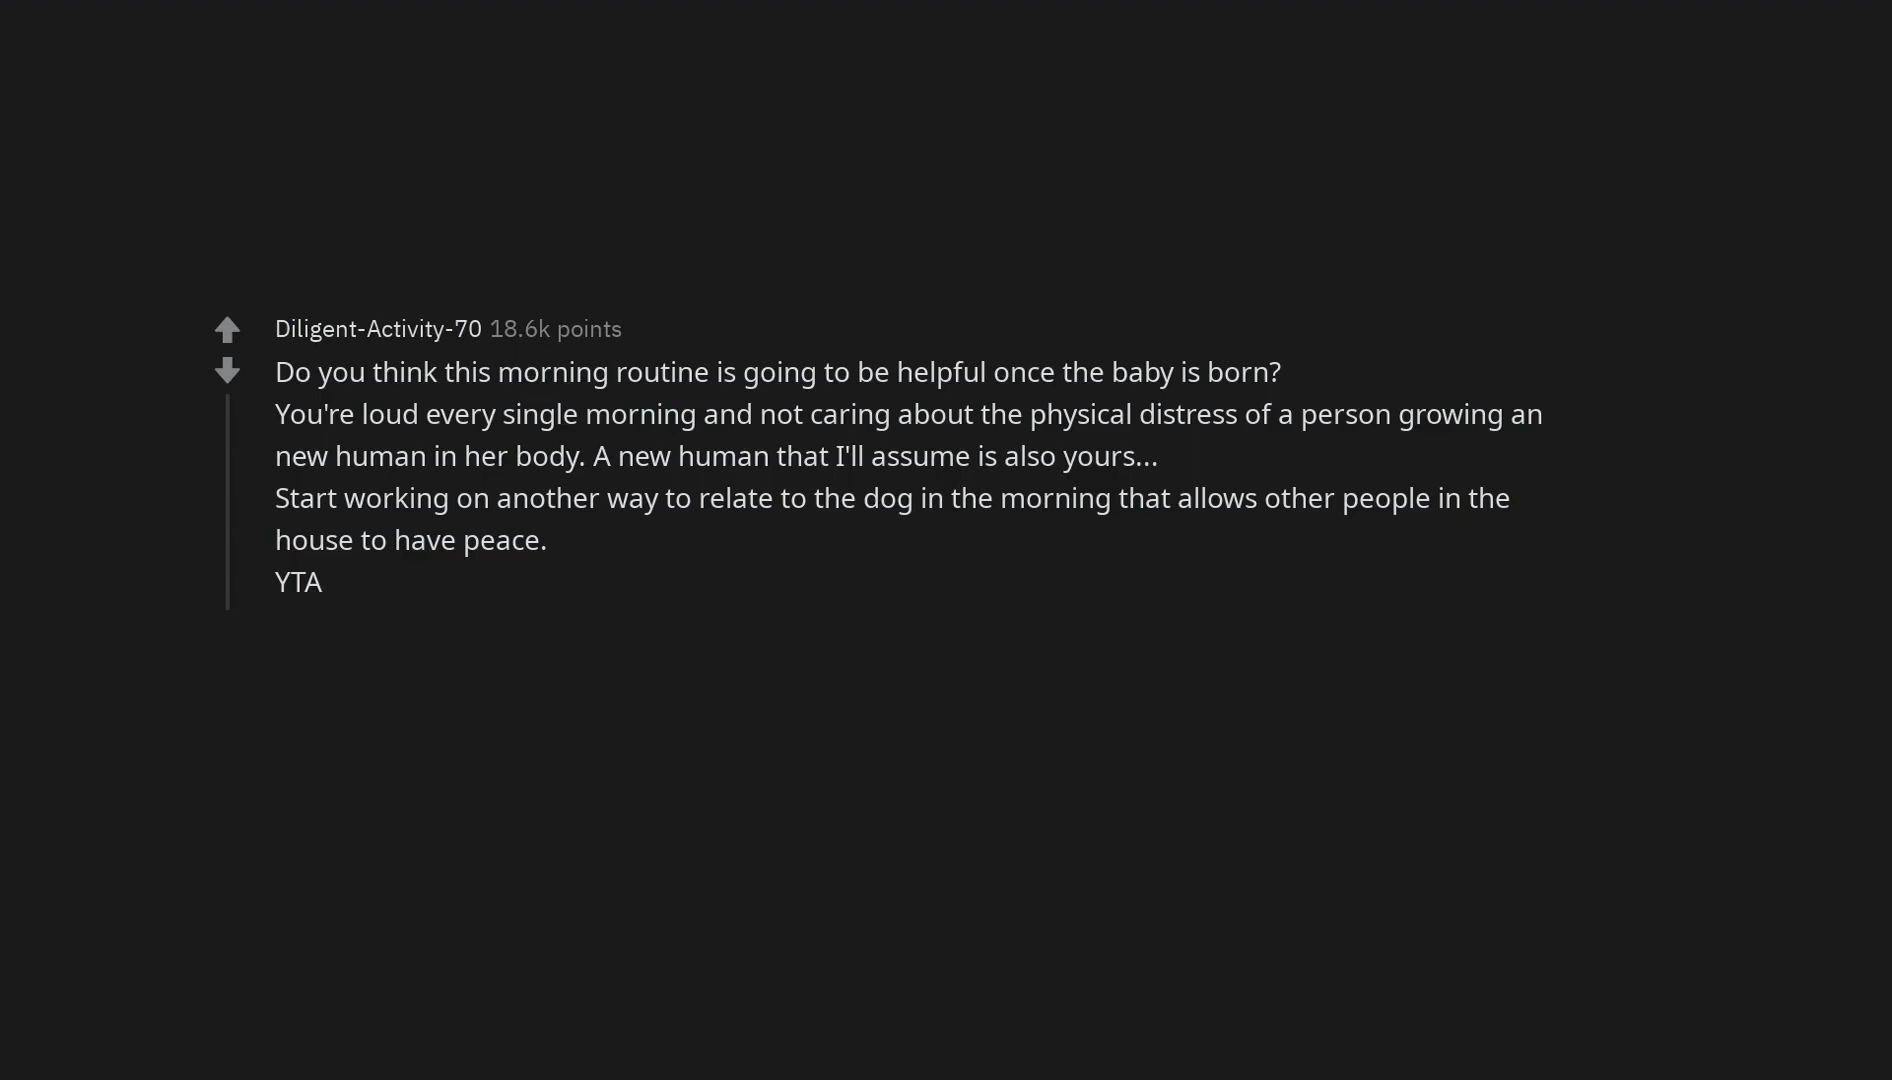 Diligent-Activity-70 18.6k points
Do you think this morning routine is going to be helpful once the baby is born?
You're loud every single morning and not caring about the physical distress of a person growing an
new human in her body. A new human that I'll assume is also yours...
Start working on another way to relate to the dog in the morning that allows other people in the
house to have peace.
YTA